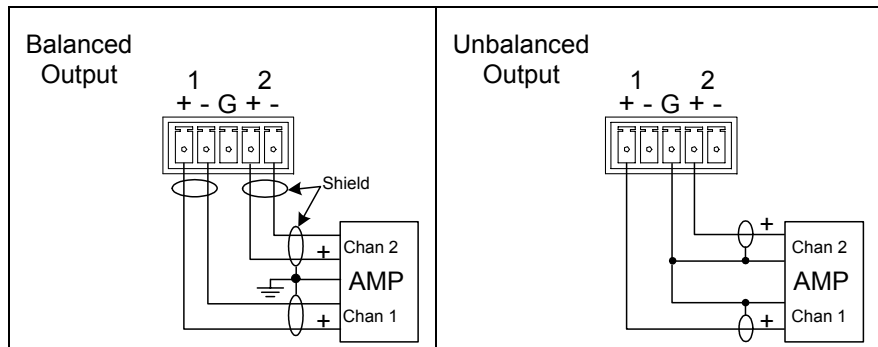 Balanced
Output
1 2
+ - G + -
Shield
Chan 2
+
AMP
+ Chan 1
Unbalanced
Output
1 2
+ - G + -
+
Chan 2
AMP
+ Chan 1